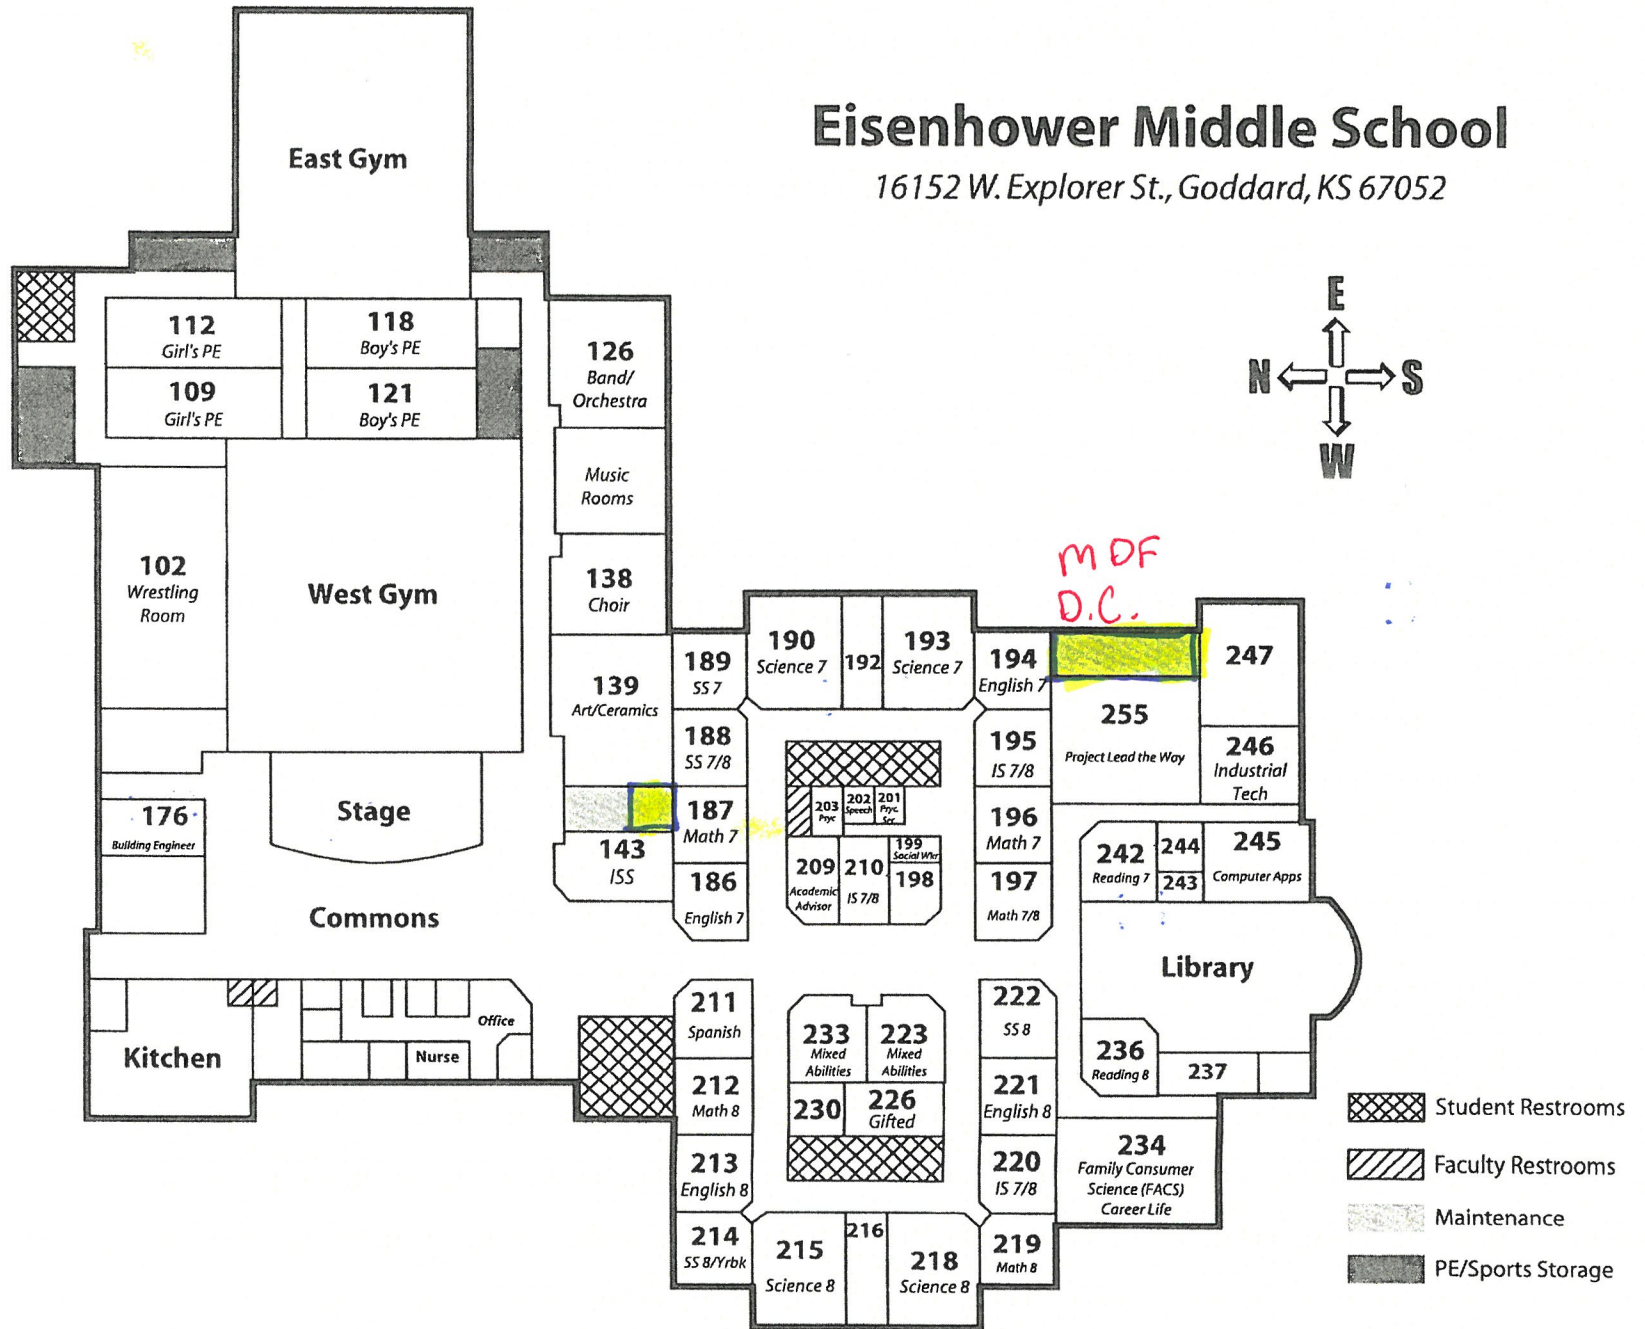 Eisenhower Middle School
16152 W. Explorer St., Goddard, KS 67052
East Gym
E
N
S
W
112
Girl's PE
118
Boy's PE
109
Girl's PE
121
Boy's PE
126
Band/
Orchestra
Music
Rooms
102
Wrestling
Room
West Gym
138
Choir
MDF
D.C.
139
Art/Ceramics
189
SS 7
190
Science 7
192
193
Science 7
194
English 7
247
188
SS 7/8
195
IS 7/8
255
Project Lead the Way
246
Industrial
Tech
Stage
176
Building Engineer
187
Math 7
203
Psyc
202
Speech
201
Psyc
Sec
196
Math 7
143
ISS
186
English 7
209
Academic
Advisor
210
IS 7/8
199
Social Wkr
198
197
Math 7/8
242
Reading 7
244
243
245
Computer Apps
Commons
Library
211
Spanish
222
SS 8
Office
Kitchen
Nurse
233
Mixed
Abilities
223
Mixed
Abilities
236
Reading 8
237
212
Math 8
230
226
Gifted
221
English 8
213
English 8
220
IS 7/8
234
Family Consumer
Science (FACS)
Career Life
214
SS 8/Yrbk
215
Science 8
216
218
Science 8
219
Math 8
Student Restrooms
Faculty Restrooms
Maintenance
PE/Sports Storage